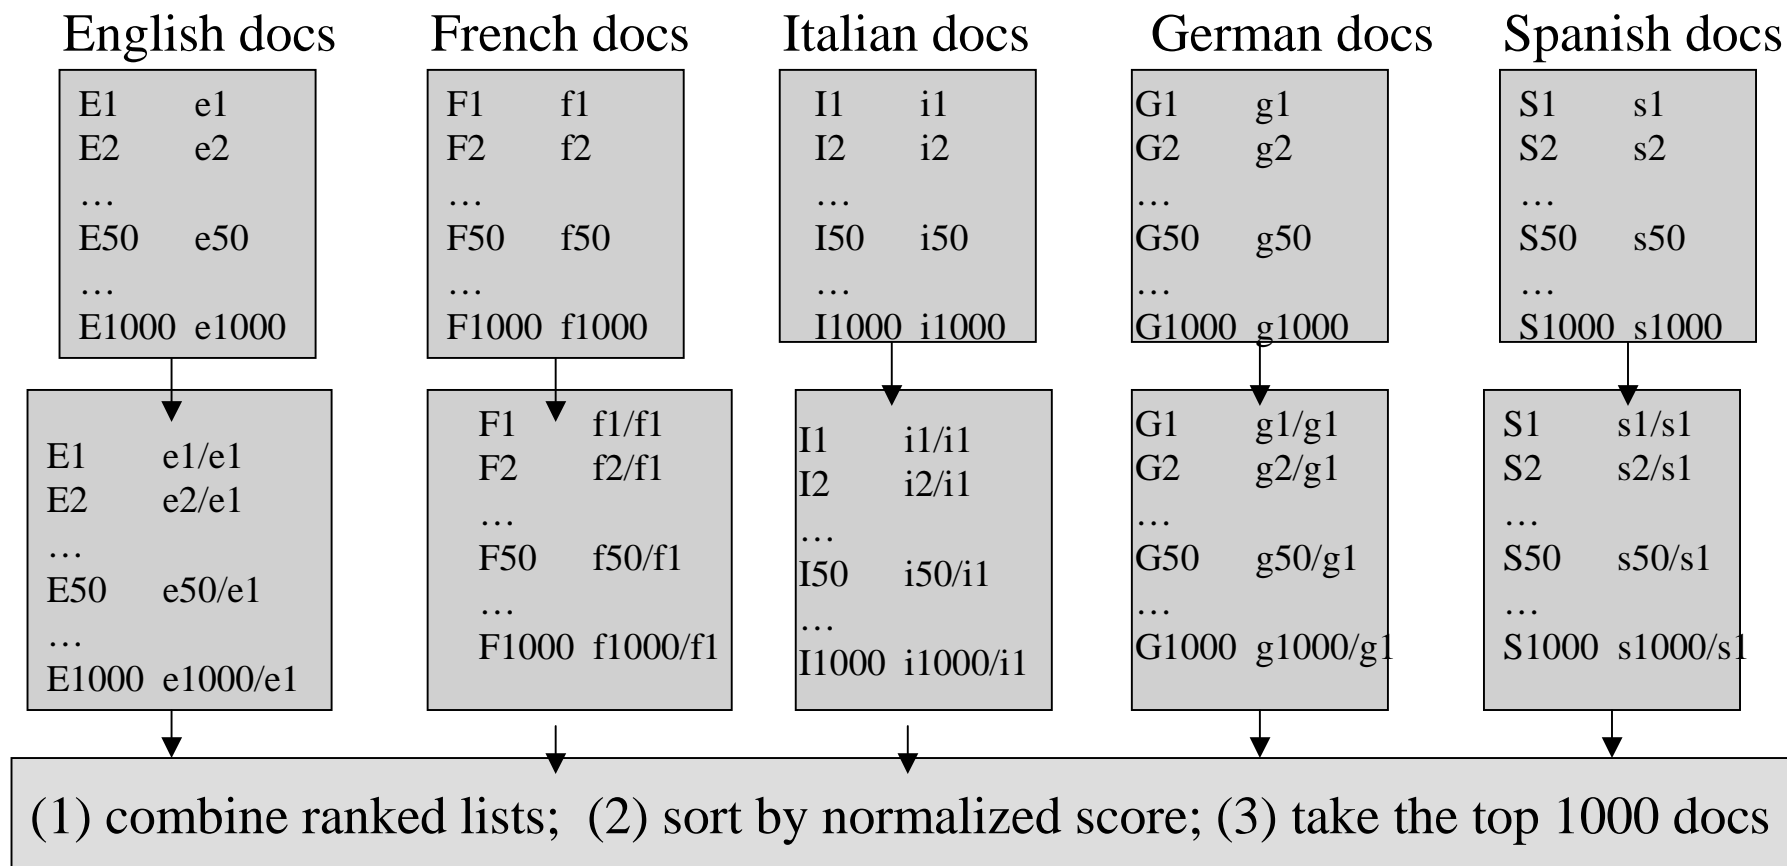 English docs
E1 e1
E2 e2
…
E50 e50
…
E1000 e1000
French docs
F1 f1
F2 f2
…
F50 f50
…
F1000 f1000
Italian docs
I1 i1
I2 i2
…
I50 i50
…
I1000 i1000
German docs
G1 g1
G2 g2
…
G50 g50
…
G1000 g1000
Spanish docs
S1 s1
S2 s2
…
S50 s50
…
S1000 s1000
E1 e1/e1
E2 e2/e1
…
E50 e50/e1
…
E1000 e1000/e1
F1 f1/f1
F2 f2/f1
…
F50 f50/f1
…
F1000 f1000/f1
I1 i1/i1
I2 i2/i1
…
I50 i50/i1
…
I1000 i1000/i1
G1 g1/g1
G2 g2/g1
…
G50 g50/g1
…
G1000 g1000/g1
S1 s1/s1
S2 s2/s1
…
S50 s50/s1
…
S1000 s1000/s1
(1) combine ranked lists; (2) sort by normalized score; (3) take the top 1000 docs